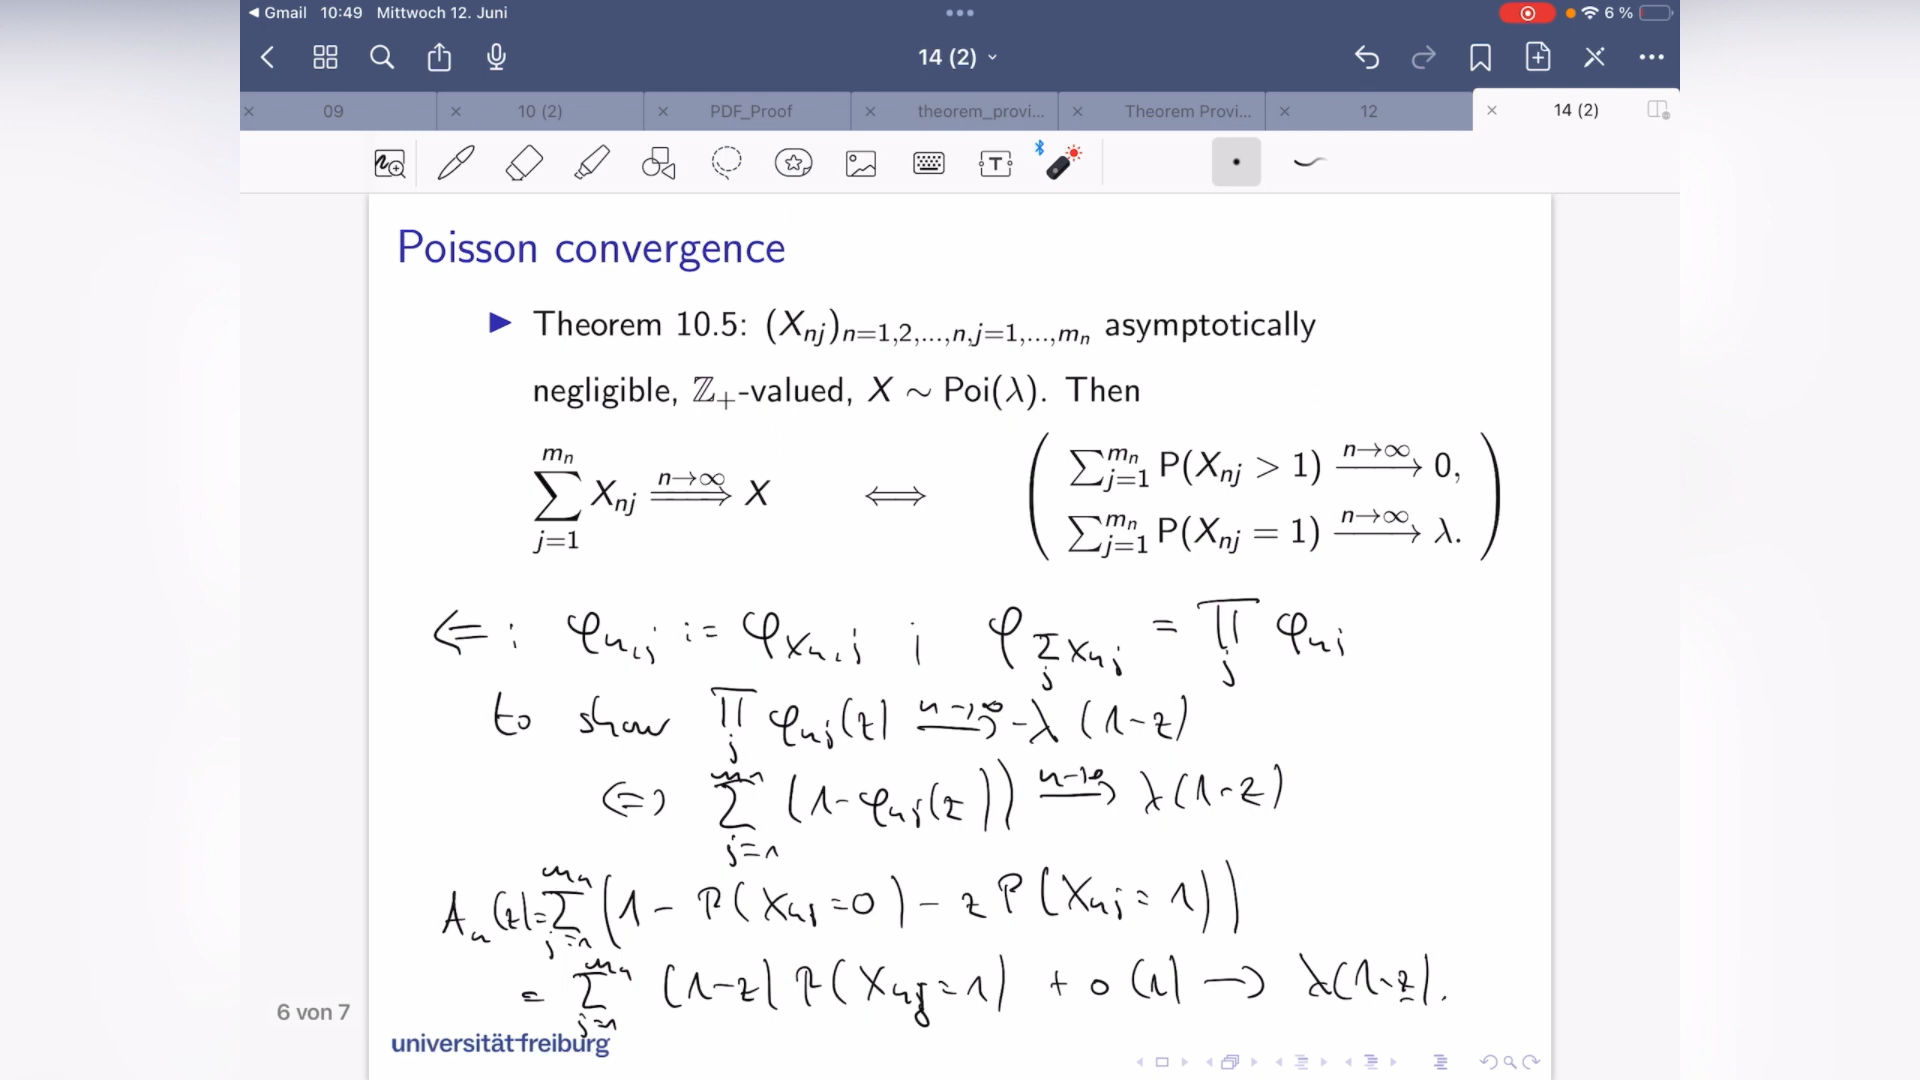 ◀ Gmail 10:49 Mittwoch 12. Juni 6 %
14 (2)
09 10 (2) PDF_Proof theorem_provi... Theorem Provi... 12 14 (2)
Poisson convergence
Theorem 10.5: (X_{nj})_{n=1,2,...,n,j=1,...,m_n} asymptotically
negligible, ℤ₊-valued, X ∼ Poi(λ). Then
∑_{j=1}^{m_n} X_{nj} ⟹^{n→∞} X ⟺ ( ∑_{j=1}^{m_n} P(X_{nj} > 1) →^{n→∞} 0,
∑_{j=1}^{m_n} P(X_{nj} = 1) →^{n→∞} λ. )
⇐: φ_{n,j} := φ_{X_{n,j}} ; φ_{∑_j X_{nj}} = ∏_j φ_{nj}
to show ∏_j φ_{nj}(z) →^{n→∞} -λ(1-z)
⇔ ∑_{j=1}^{m_n} (1-φ_{nj}(z)) →^{n→∞} λ(1-z)
A_n(z) = ∑_{j=1}^{m_n} (1 - P(X_{nj}=0) - z P(X_{nj}=1))
= ∑_{j=1}^{m_n} (1-z) P(X_{nj}=1) + o(1) → λ(1-z).
6 von 7
universität freiburg